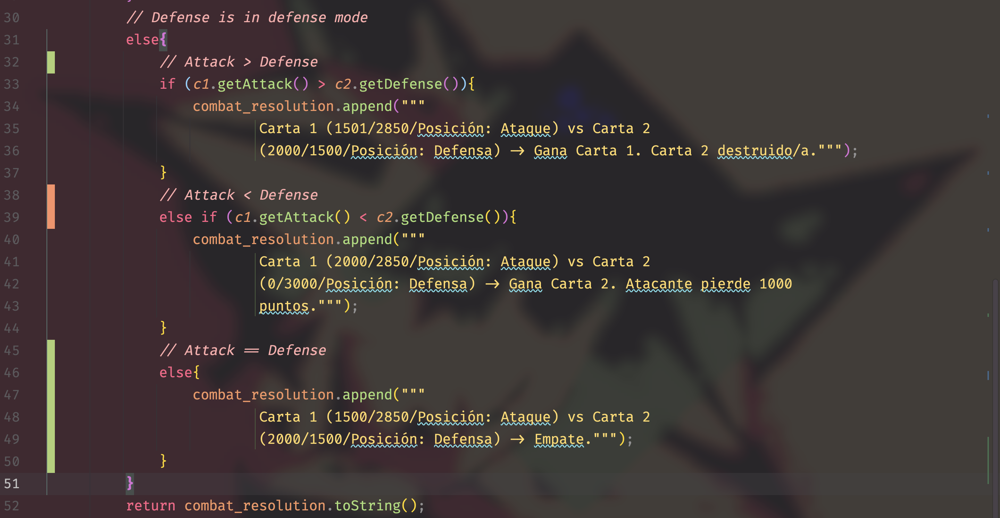 30 // Defense is in defense mode
31 else{
32 // Attack > Defense
33 if (c1.getAttack() > c2.getDefense()){
34 combat_resolution.append("""
35 Carta 1 (1501/2850/Posición: Ataque) vs Carta 2
36 (2000/1500/Posición: Defensa) -> Gana Carta 1. Carta 2 destruido/a.""");
37 }
38 // Attack < Defense
39 else if (c1.getAttack() < c2.getDefense()){
40 combat_resolution.append("""
41 Carta 1 (2000/2850/Posición: Ataque) vs Carta 2
42 (0/3000/Posición: Defensa) -> Gana Carta 2. Atacante pierde 1000
43 puntos.""");
44 }
45 // Attack == Defense
46 else{
47 combat_resolution.append("""
48 Carta 1 (1500/2850/Posición: Ataque) vs Carta 2
49 (2000/1500/Posición: Defensa) -> Empate.""");
50 }
51 }
52 return combat_resolution.toString();